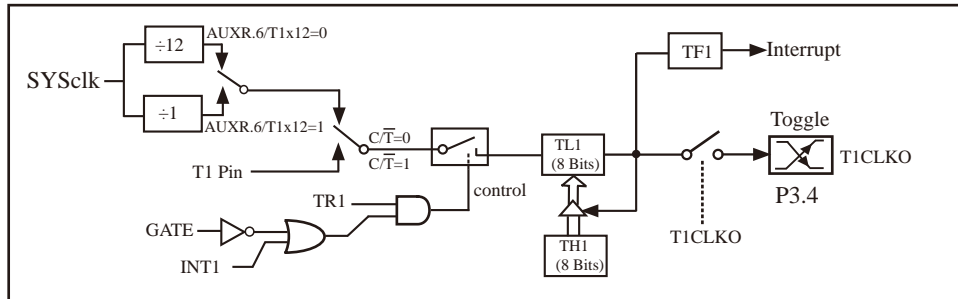 AUXR.6/T1x12=0
÷12
SYSclk
÷1
AUXR.6/T1x12=1
C/T̅=0
C/T̅=1
T1 Pin
TR1
GATE
INT1
control
TL1
(8 Bits)
TH1
(8 Bits)
TF1
Interrupt
Toggle
T1CLKO
P3.4
T1CLKO